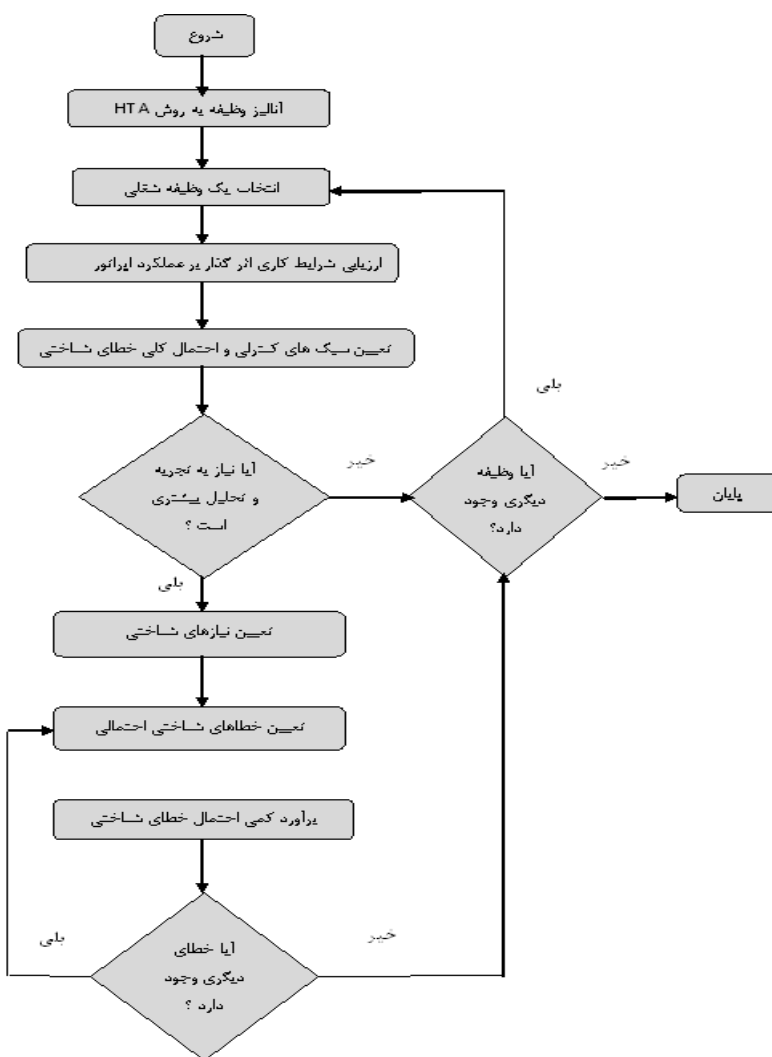 شروع
آنالیز وظیفه به روش HTA
انتخاب یک وظیفه شغلی
ارزیابی شرایط کاری اثر گذار بر عملکرد اپراتور
تعیین سبک های کنترلی و احتمال کلی خطای شناختی
بلی
آیا نیاز به تجزیه
و تحلیل بیشتری
است ؟
خیر
آیا وظیفه
دیگری وجود
دارد؟
خیر
پایان
بلی
تعیین نیازهای شناختی
تعیین خطاهای شناختی احتمالی
برآورد کمی احتمال خطای شناختی
آیا خطای
دیگری وجود
دارد ؟
بلی
خیر